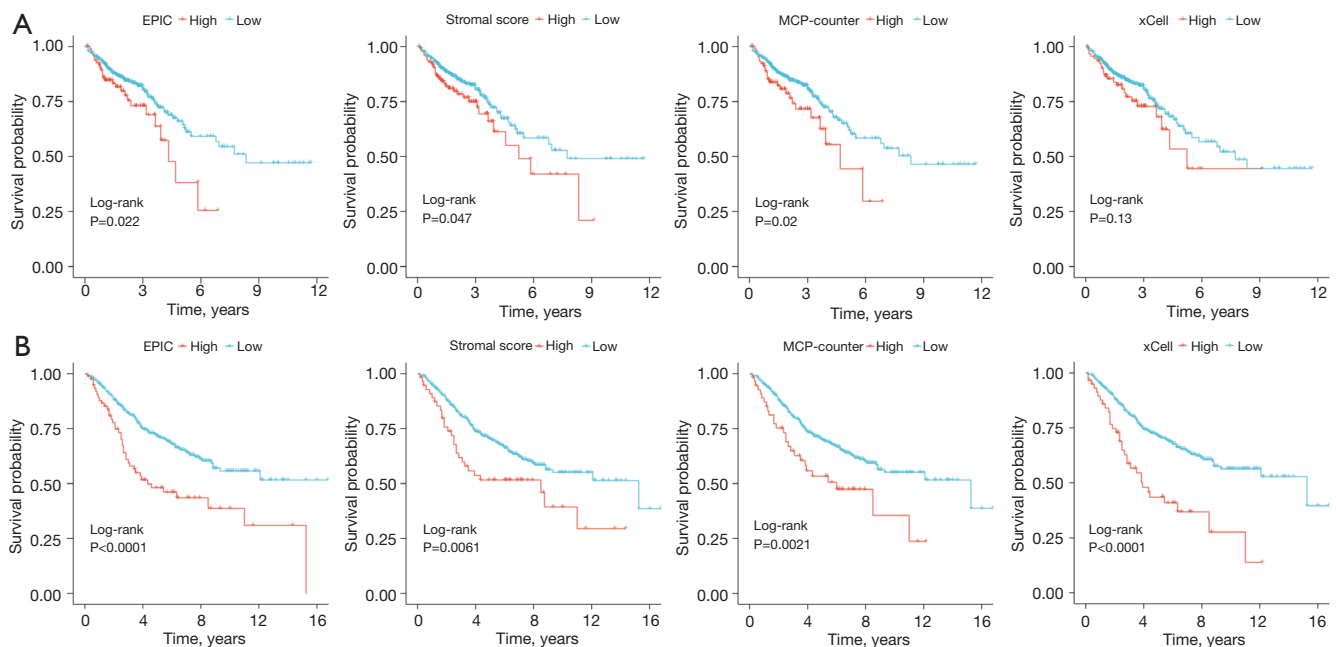 A
EPIC High Low
Survival probability
1.00
0.75
0.50
0.25
0.00
Log-rank
P=0.022
0 3 6 9 12
Time, years
Stromal score High Low
Survival probability
1.00
0.75
0.50
0.25
0.00
Log-rank
P=0.047
0 3 6 9 12
Time, years
MCP-counter High Low
Survival probability
1.00
0.75
0.50
0.25
0.00
Log-rank
P=0.02
0 3 6 9 12
Time, years
xCell High Low
Survival probability
1.00
0.75
0.50
0.25
0.00
Log-rank
P=0.13
0 3 6 9 12
Time, years
B
EPIC High Low
Survival probability
1.00
0.75
0.50
0.25
0.00
Log-rank
P<0.0001
0 4 8 12 16
Time, years
Stromal score High Low
Survival probability
1.00
0.75
0.50
0.25
0.00
Log-rank
P=0.0061
0 4 8 12 16
Time, years
MCP-counter High Low
Survival probability
1.00
0.75
0.50
0.25
0.00
Log-rank
P=0.0021
0 4 8 12 16
Time, years
xCell High Low
Survival probability
1.00
0.75
0.50
0.25
0.00
Log-rank
P<0.0001
0 4 8 12 16
Time, years